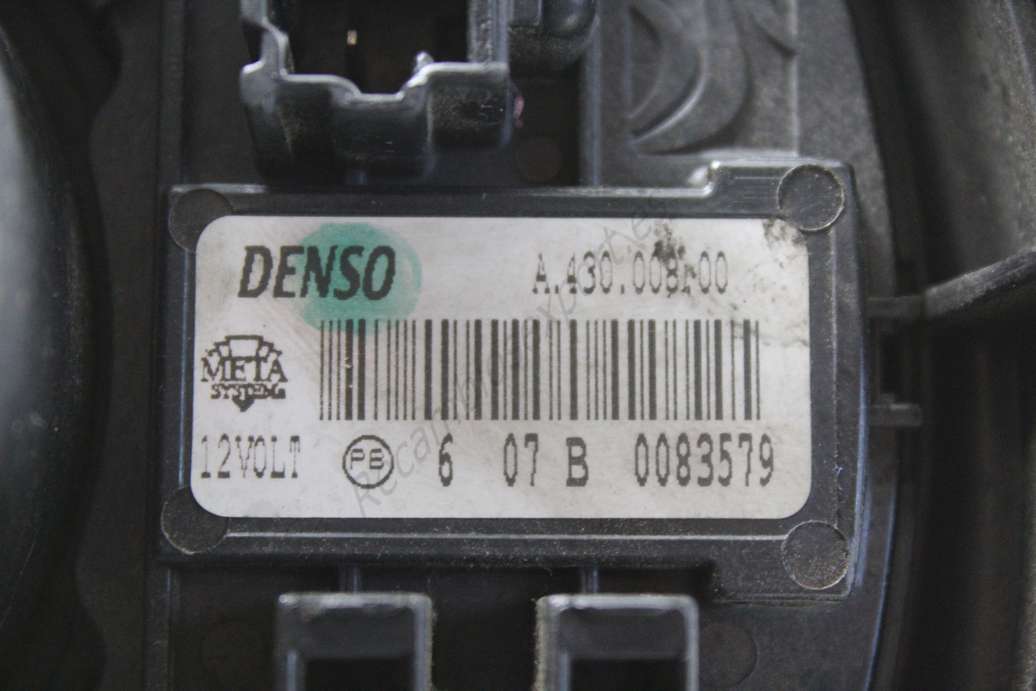 DENSO A.430.008.00
META
SYSTEM
12VOLT PB 6 07 B 0083579